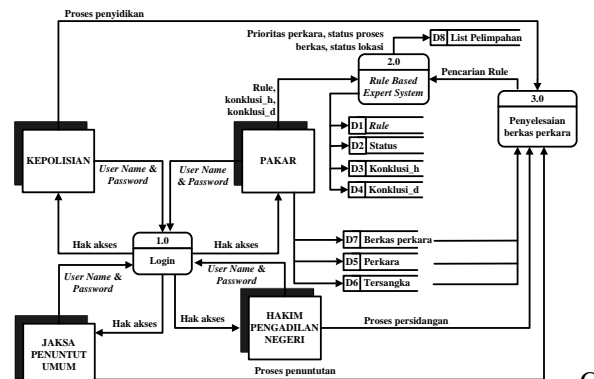 Proses penyidikan
Prioritas perkara, status proses
berkas, status lokasi
D8 List Pelimpahan
2.0
Rule Based
Expert System
Pencarian Rule
3.0
Penyelesaian
berkas perkara
Rule,
konklusi_h,
konklusi_d
D1 Rule
D2 Status
D3 Konklusi_h
D4 Konklusi_d
KEPOLISIAN
User Name &
Password
User Name
& Password
PAKAR
1.0
Login
Hak akses
Hak akses
D7 Berkas perkara
D5 Perkara
D6 Tersangka
User Name &
Password
User Name &
Password
Hak akses
Hak akses
HAKIM
PENGADILAN
NEGERI
Proses persidangan
JAKSA
PENUNTUT
UMUM
Proses penuntutan